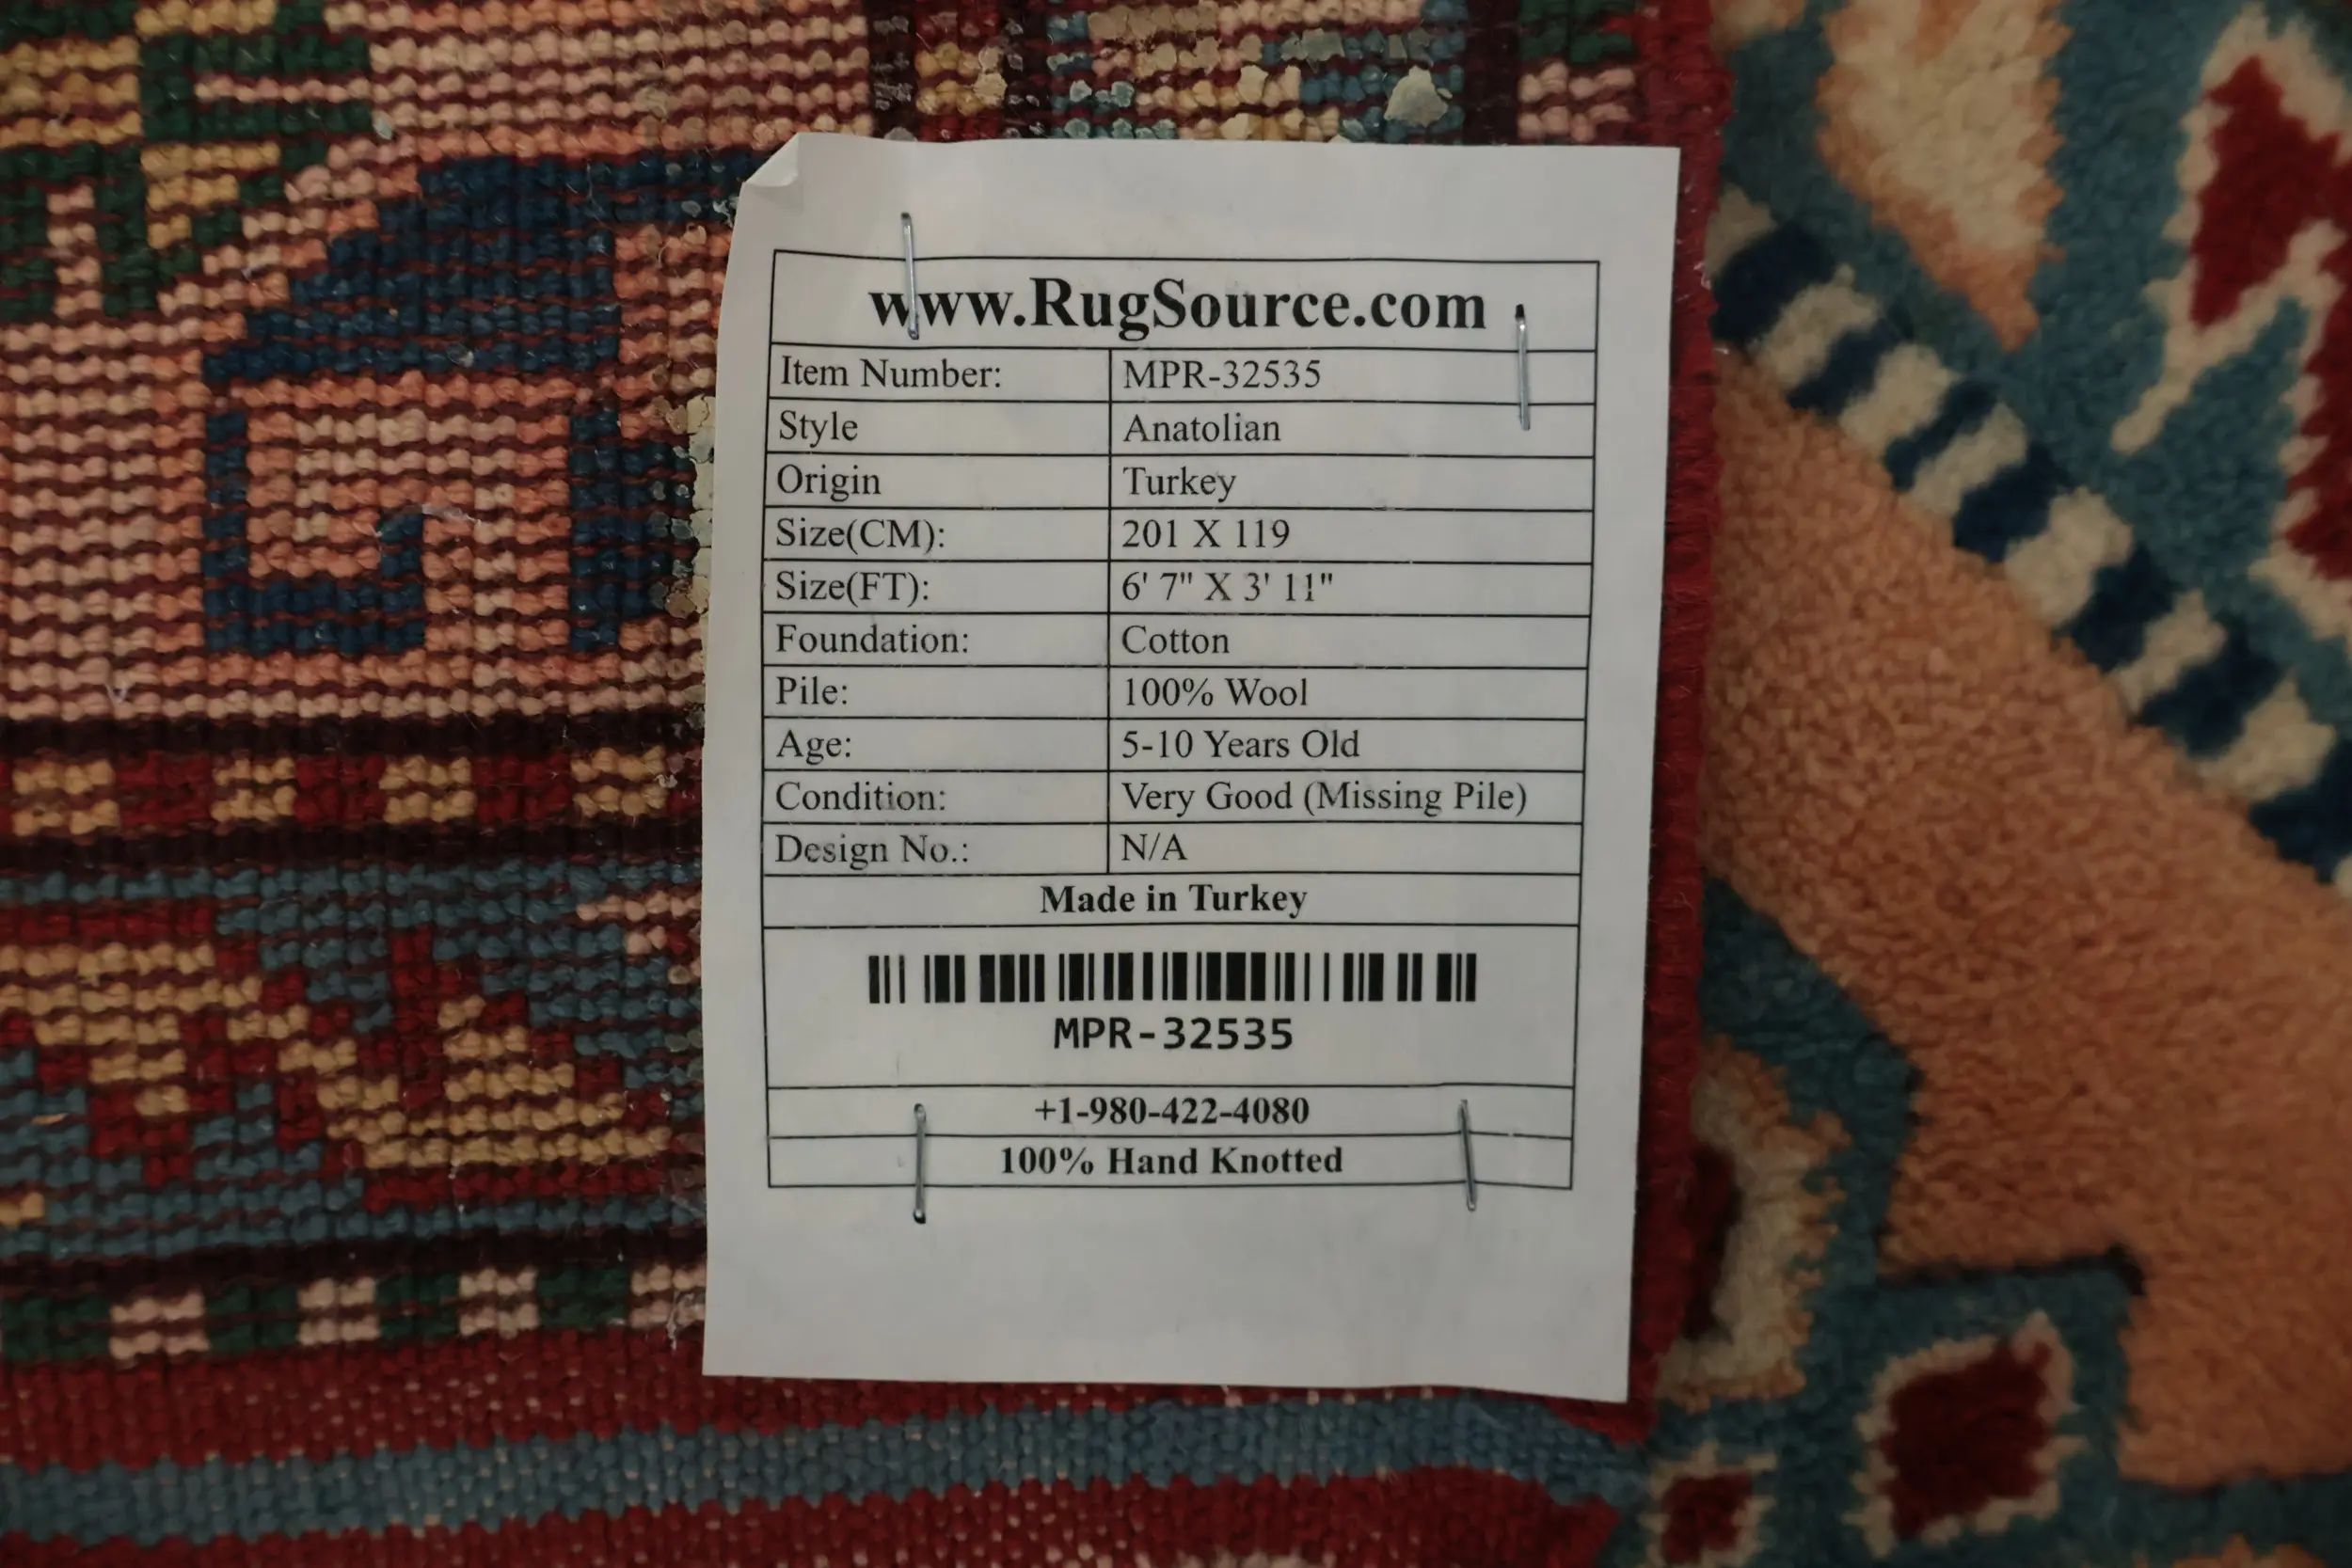 www.RugSource.com
Item Number: MPR-32535
Style Anatolian
Origin Turkey
Size(CM): 201 X 119
Size(FT): 6' 7" X 3' 11"
Foundation: Cotton
Pile: 100% Wool
Age: 5-10 Years Old
Condition: Very Good (Missing Pile)
Design No.: N/A
Made in Turkey
MPR-32535
+1-980-422-4080
100% Hand Knotted